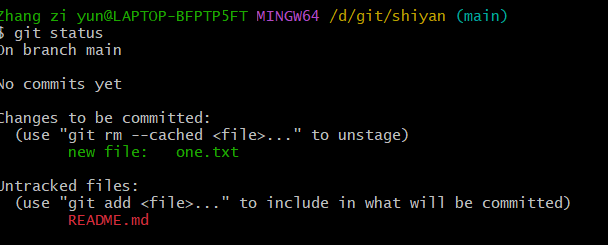 Zhang zi yun@LAPTOP-BFPTP5FT MINGW64 /d/git/shiyan (main)
$ git status
On branch main
No commits yet
Changes to be committed:
(use "git rm --cached <file>..." to unstage)
new file: one.txt
Untracked files:
(use "git add <file>..." to include in what will be committed)
README.md